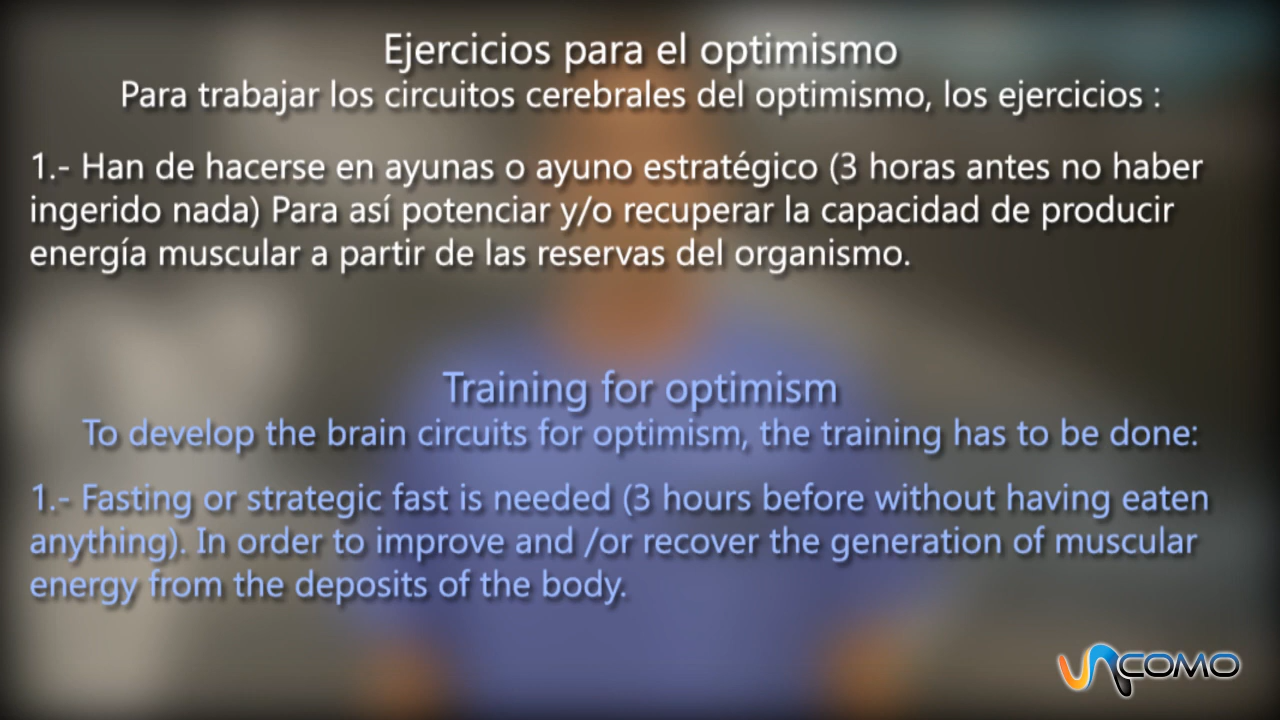 Ejercicios para el optimismo
Para trabajar los circuitos cerebrales del optimismo, los ejercicios :
1.- Han de hacerse en ayunas o ayuno estratégico (3 horas antes no haber
ingerido nada) Para así potenciar y/o recuperar la capacidad de producir
energía muscular a partir de las reservas del organismo.
Training for optimism
To develop the brain circuits for optimism, the training has to be done:
1.- Fasting or strategic fast is needed (3 hours before without having eaten
anything). In order to improve and /or recover the generation of muscular
energy from the deposits of the body.
UNCOMO